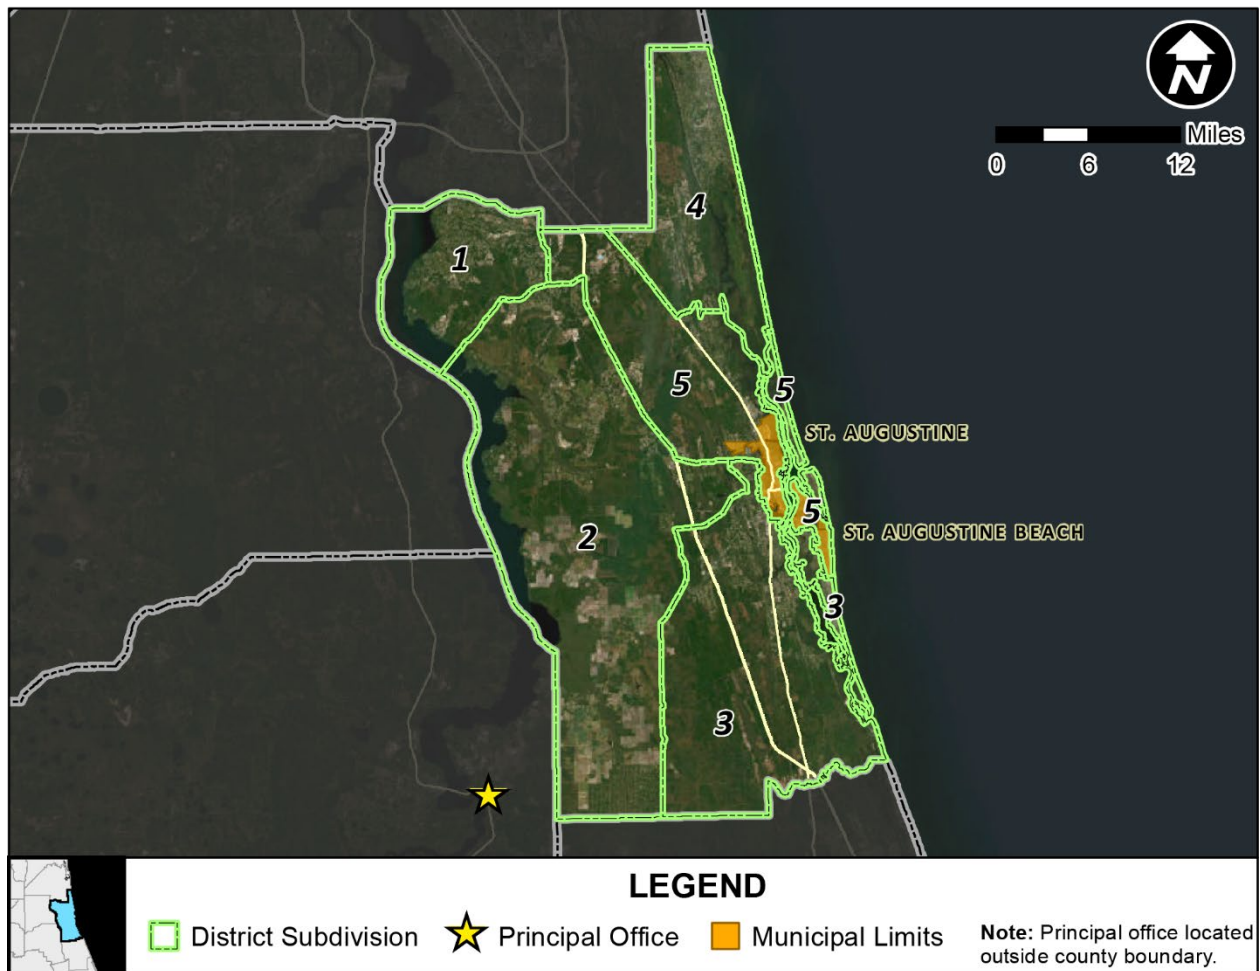 N
Miles
0 6 12
4
1
5
5
ST. AUGUSTINE
5
ST. AUGUSTINE BEACH
2
3
3
LEGEND
District Subdivision
Principal Office
Municipal Limits
Note: Principal office located
outside county boundary.